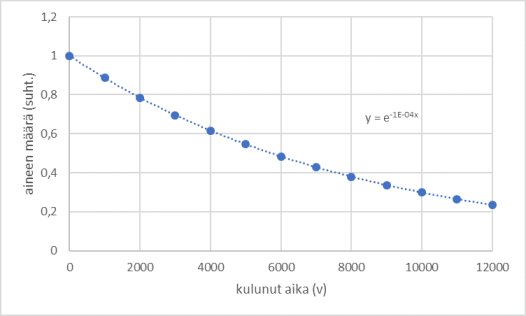 1,2
1
0,8
0,6
0,4
0,2
0
aineen määrä (suht.)
y = e-1E-04x
0 2000 4000 6000 8000 10000 12000
kulunut aika (v)